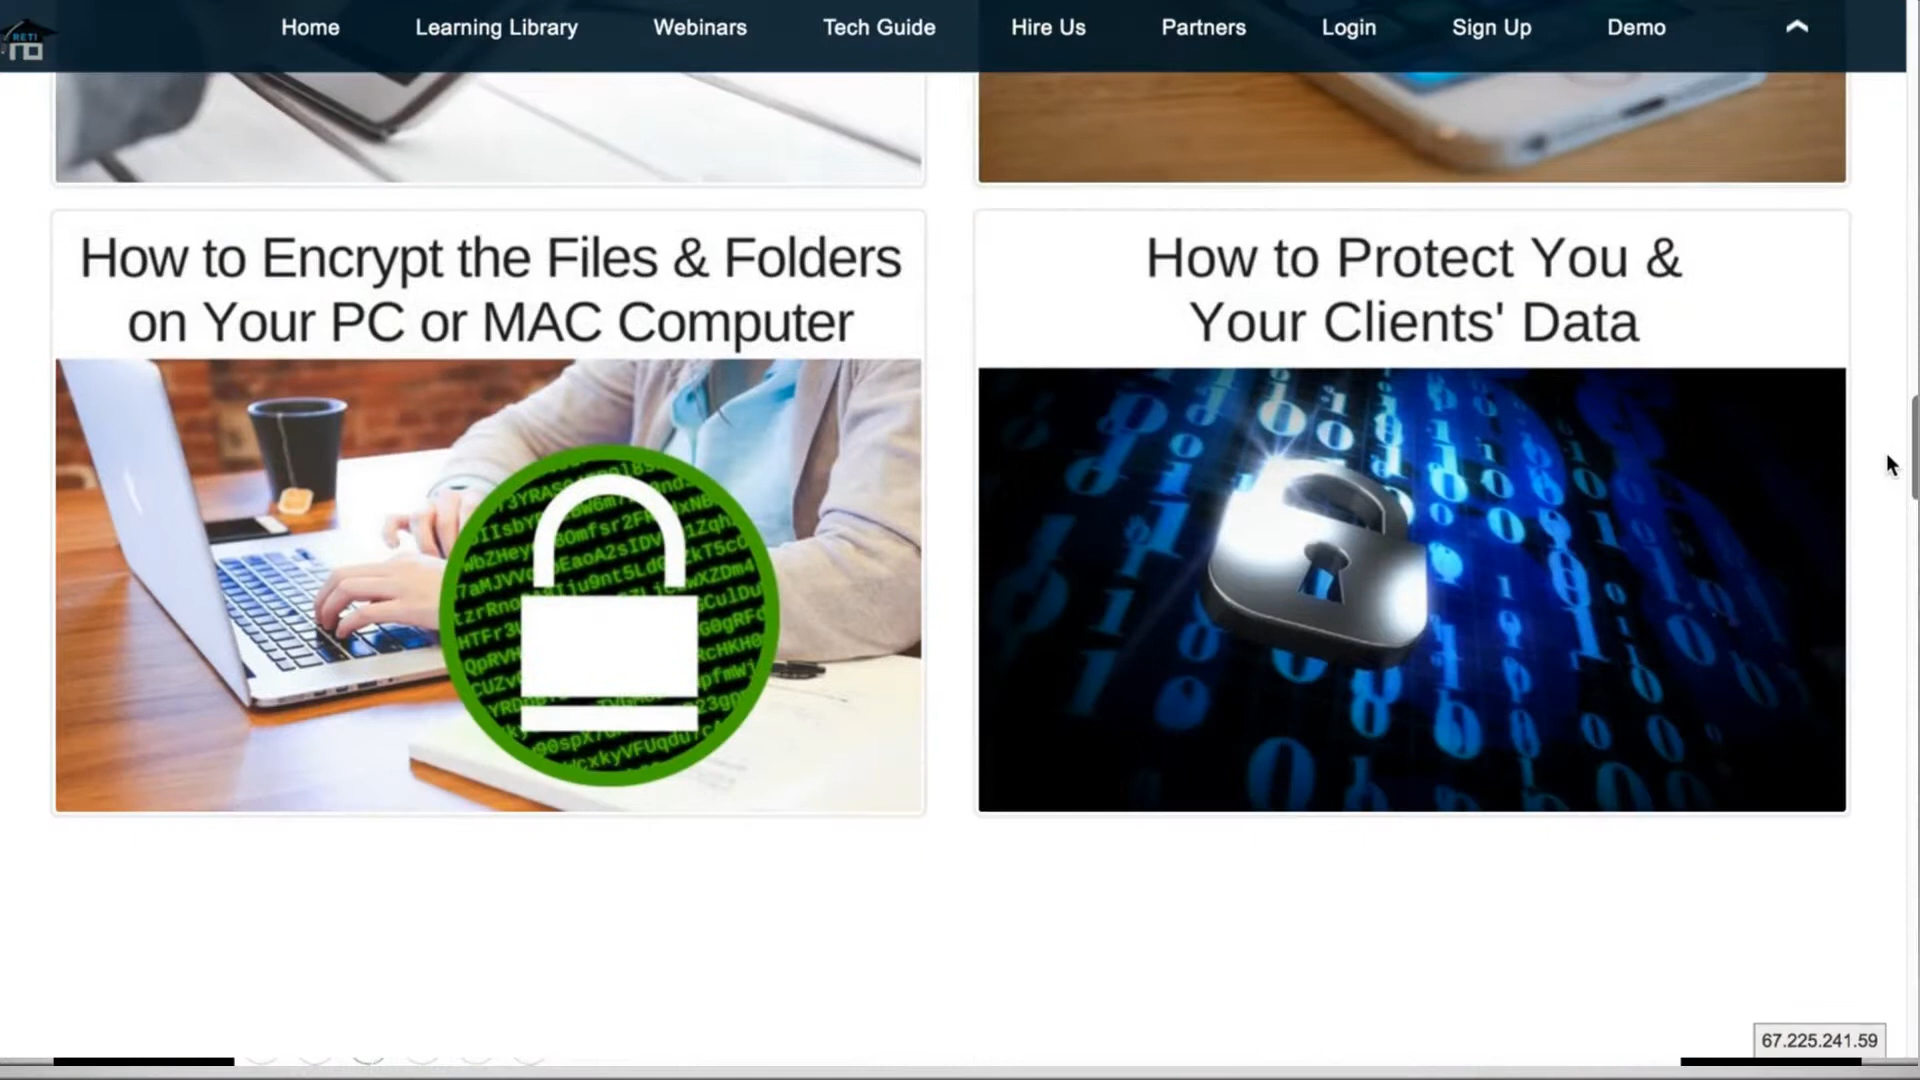 Home Learning Library Webinars Tech Guide Hire Us Partners Login Sign Up Demo
RETI
How to Encrypt the Files & Folders
on Your PC or MAC Computer
How to Protect You &
Your Clients' Data
67.225.241.59